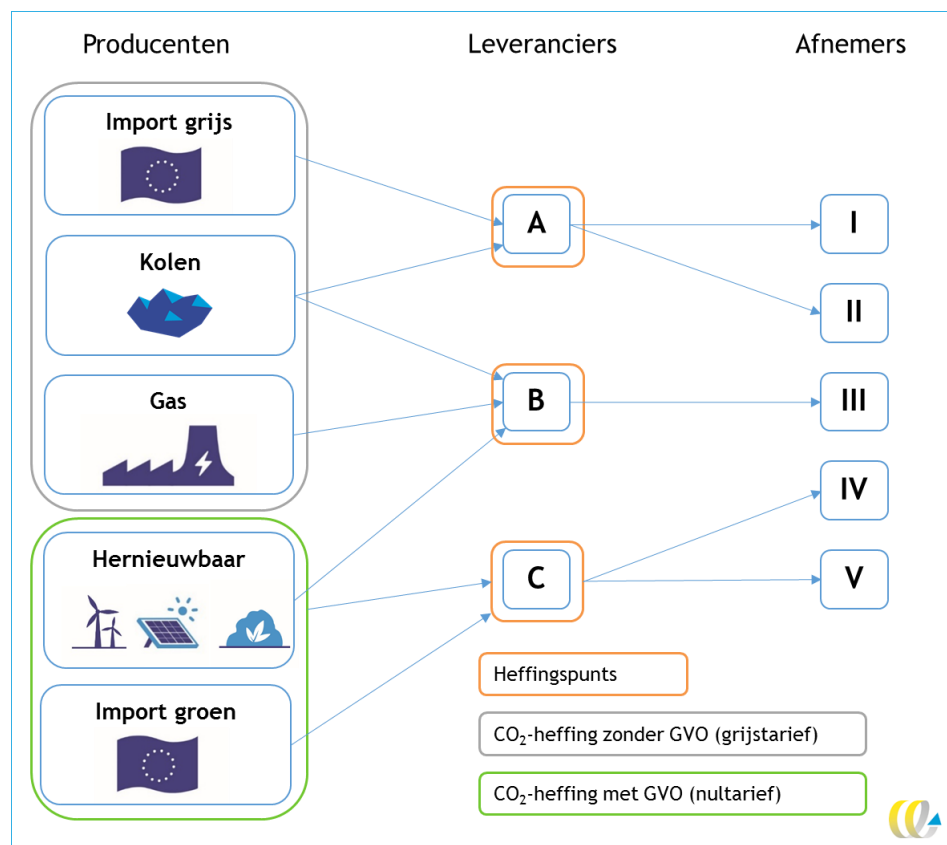 Producenten
Leveranciers
Afnemers
Import grijs
Kolen
Gas
Hernieuwbaar
Import groen
A
B
C
I
II
III
IV
V
Heffingspunts
CO₂-heffing zonder GVO (grijstarief)
CO₂-heffing met GVO (nultarief)